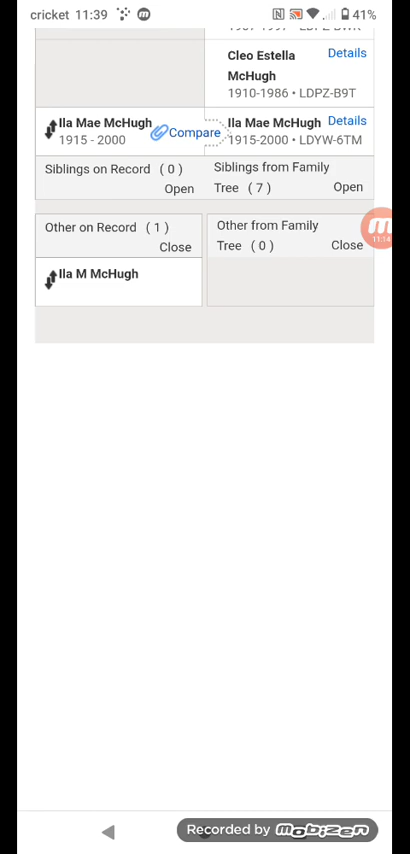 cricket 11:39 41%
Cleo Estella McHugh Details
1910-1986 • LDPZ-B9T
Ila Mae McHugh
1915 - 2000
Compare
Ila Mae McHugh Details
1915-2000 • LDYW-6TM
Siblings on Record ( 0 )
Open
Siblings from Family
Tree ( 7 ) Open
Other on Record ( 1 )
Close
Other from Family
Tree ( 0 ) Close
11:14
Ila M McHugh
Recorded by mobizen